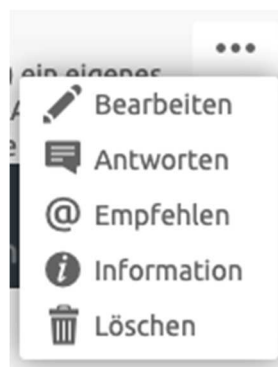 ein eigenes
Bearbeiten
Antworten
@ Empfehlen
Information
Löschen